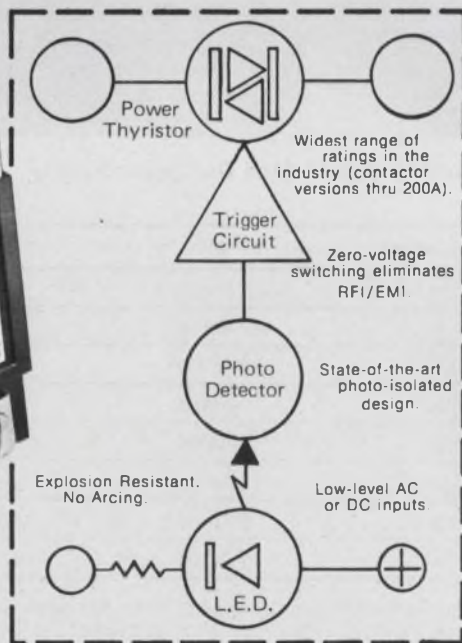 Power
Thyristor
Widest range of
ratings in the
industry (contactor
versions thru 200A).
Trigger
Circuit
Zero-voltage
switching eliminates
RFI/EMI.
Photo
Detector
State-of-the-art
photo-isolated
design.
Explosion Resistant.
No Arcing.
Low-level AC
or DC inputs
L.E.D.